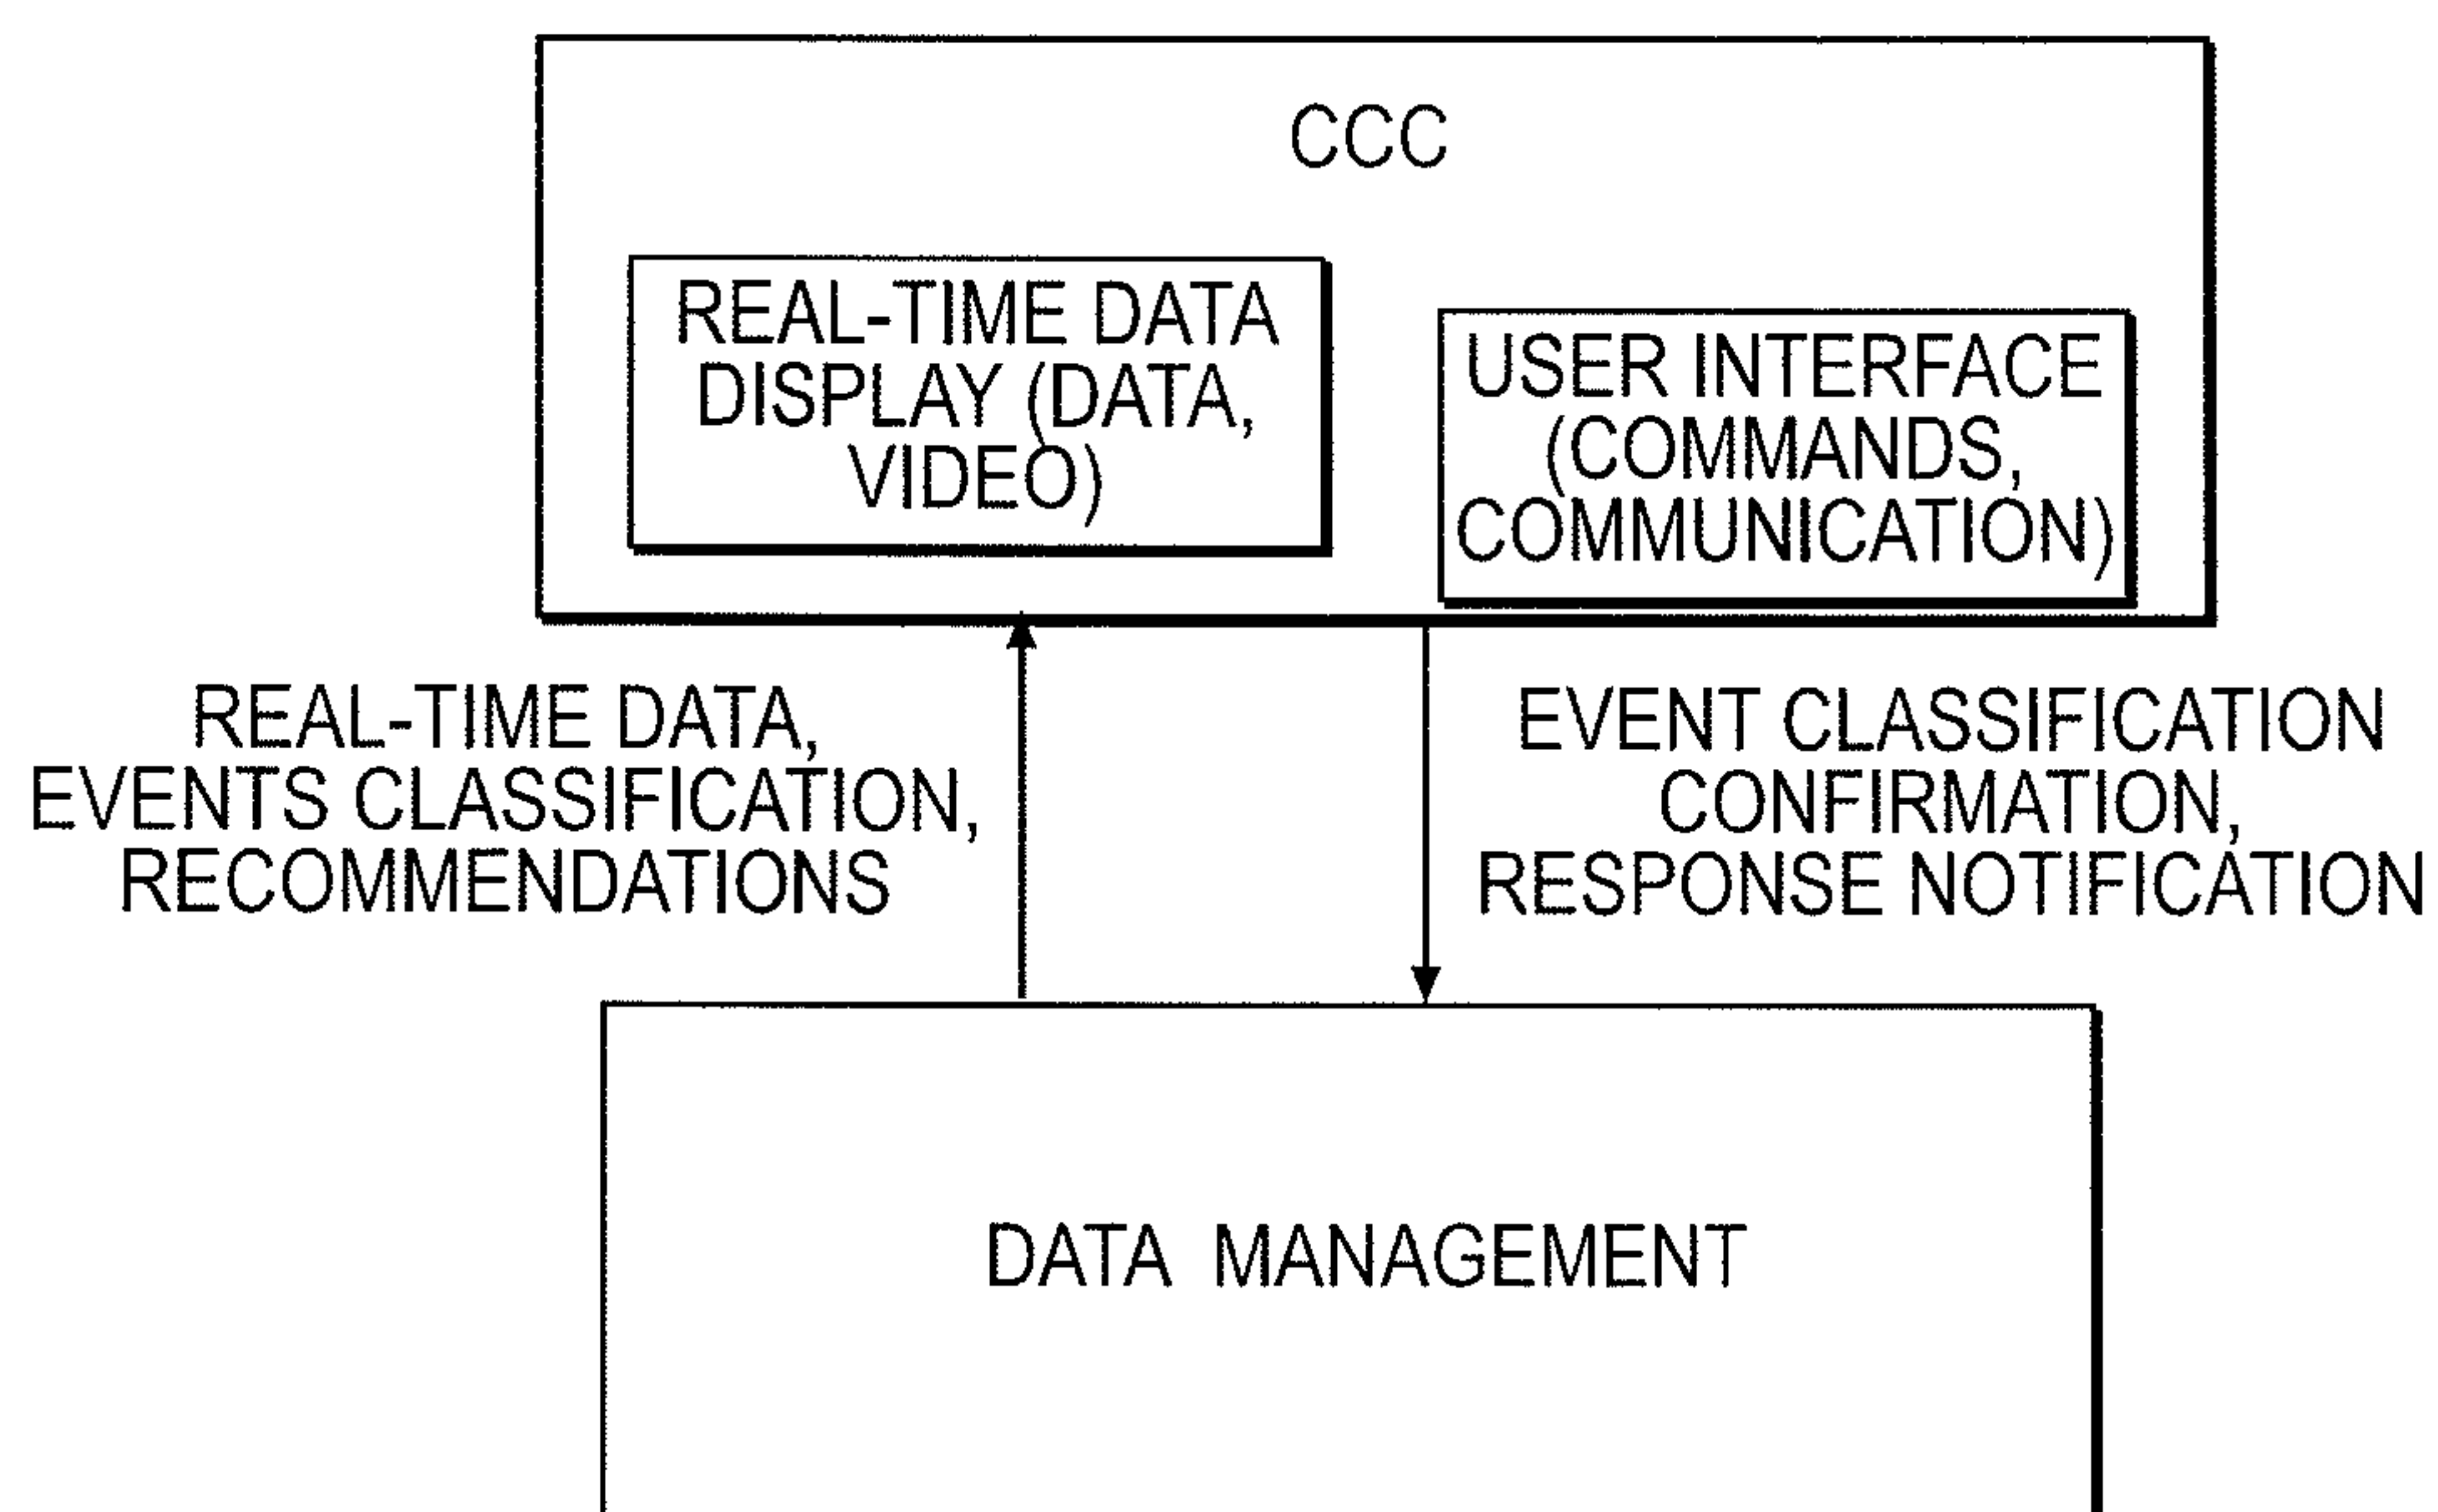 CCC
REAL-TIME DATA
DISPLAY (DATA,
VIDEO)
USER INTERFACE
(COMMANDS,
COMMUNICATION)
REAL-TIME DATA,
EVENTS CLASSIFICATION,
RECOMMENDATIONS
EVENT CLASSIFICATION
CONFIRMATION,
RESPONSE NOTIFICATION
DATA MANAGEMENT